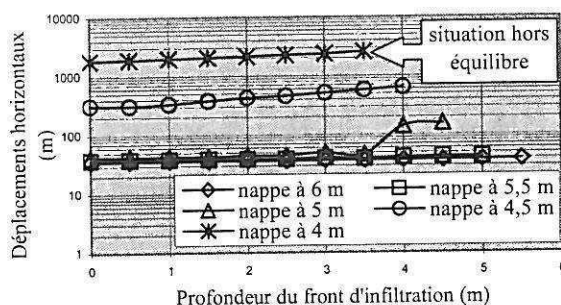 10000
1000
100
10
1
Déplacements horizontaux
(m)
situation hors
équilibre
nappe à 6 m
nappe à 5,5 m
nappe à 5 m
nappe à 4,5 m
nappe à 4 m
0 1 2 3 4 5 6
Profondeur du front d'infiltration (m)